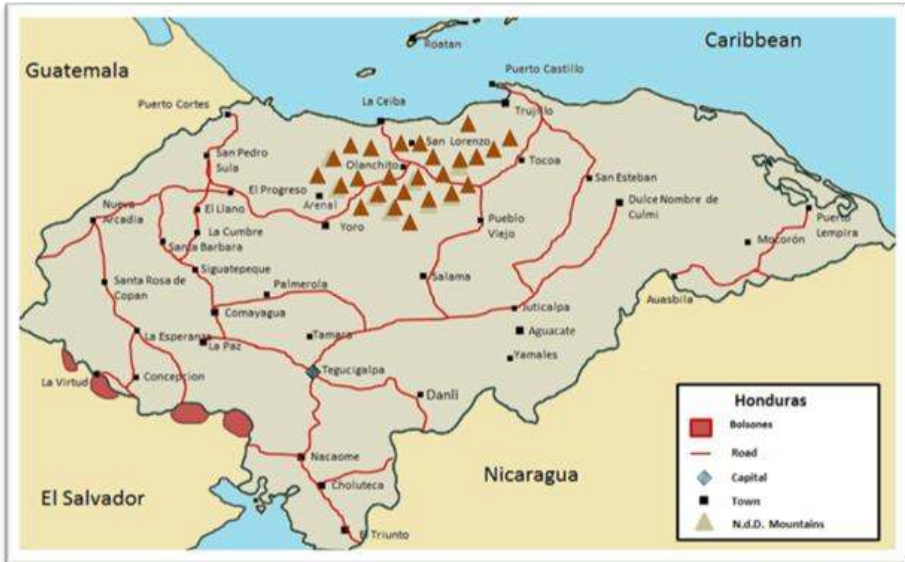 Roatan
Caribbean
Guatemala
Puerto Castillo
Puerto Cortes
La Ceiba
Trujillo
San Lorenzo
San Pedro
Sula
Olanchito
Tocoa
El Progreso
San Esteban
Arenal
Nuevo
Arcadia
El Llano
Dulce Nombre de
Culmi
Pueblo
Viejo
Puerto
Lempira
Yoro
La Cumbre
Santa Barbara
Mocorón
Siguatepeque
Salama
Santa Rosa de
Copan
Palmerola
Auasbila
Comayagua
Juticalpa
Aguacate
La Esperanza
La Paz
Tamara
Yamales
Tegucigalpa
La Virtud
Concepcion
Danli
Honduras
Bolsones
Road
Capital
Town
N.d.D. Mountains
Nacaome
Nicaragua
Choluteca
El Salvador
El Triunto